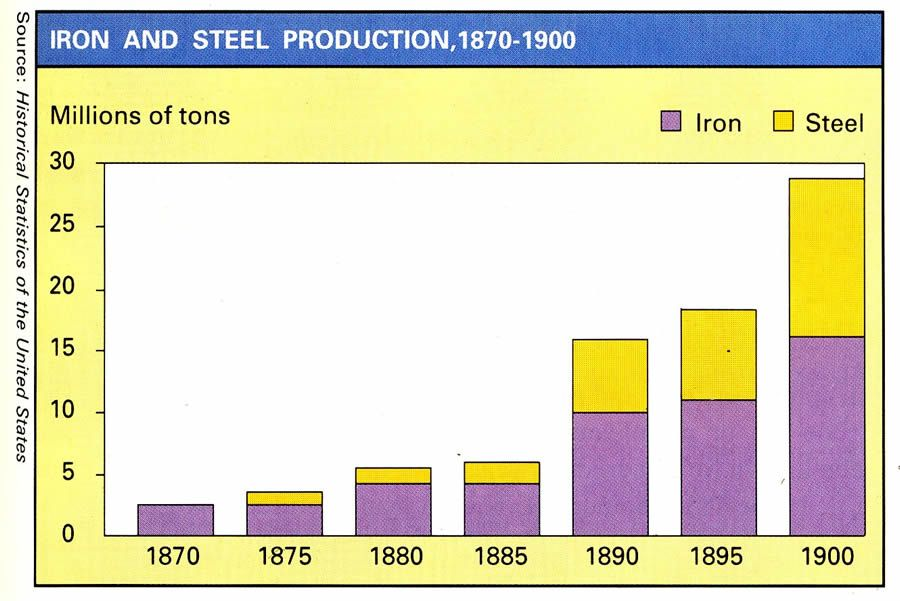 IRON AND STEEL PRODUCTION,1870-1900
Millions of tons
Iron
Steel
30
25
20
15
10
5
0
1870 1875 1880 1885 1890 1895 1900
Source: Historical Statistics of the United States